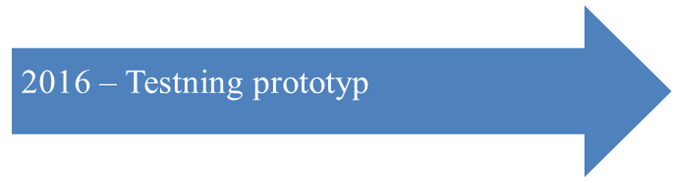 2016 – Testning prototyp